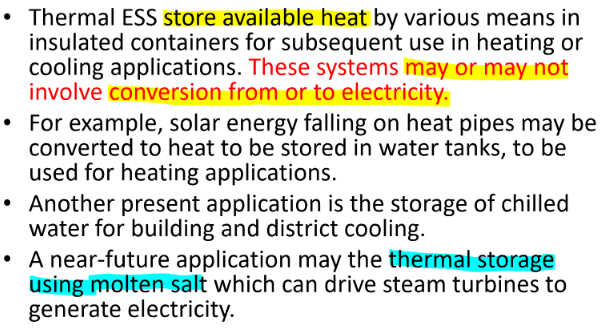 • Thermal ESS store available heat by various means in
insulated containers for subsequent use in heating or
cooling applications. These systems may or may not
involve conversion from or to electricity.
• For example, solar energy falling on heat pipes may be
converted to heat to be stored in water tanks, to be
used for heating applications.
• Another present application is the storage of chilled
water for building and district cooling.
• A near-future application may the thermal storage
using molten salt which can drive steam turbines to
generate electricity.